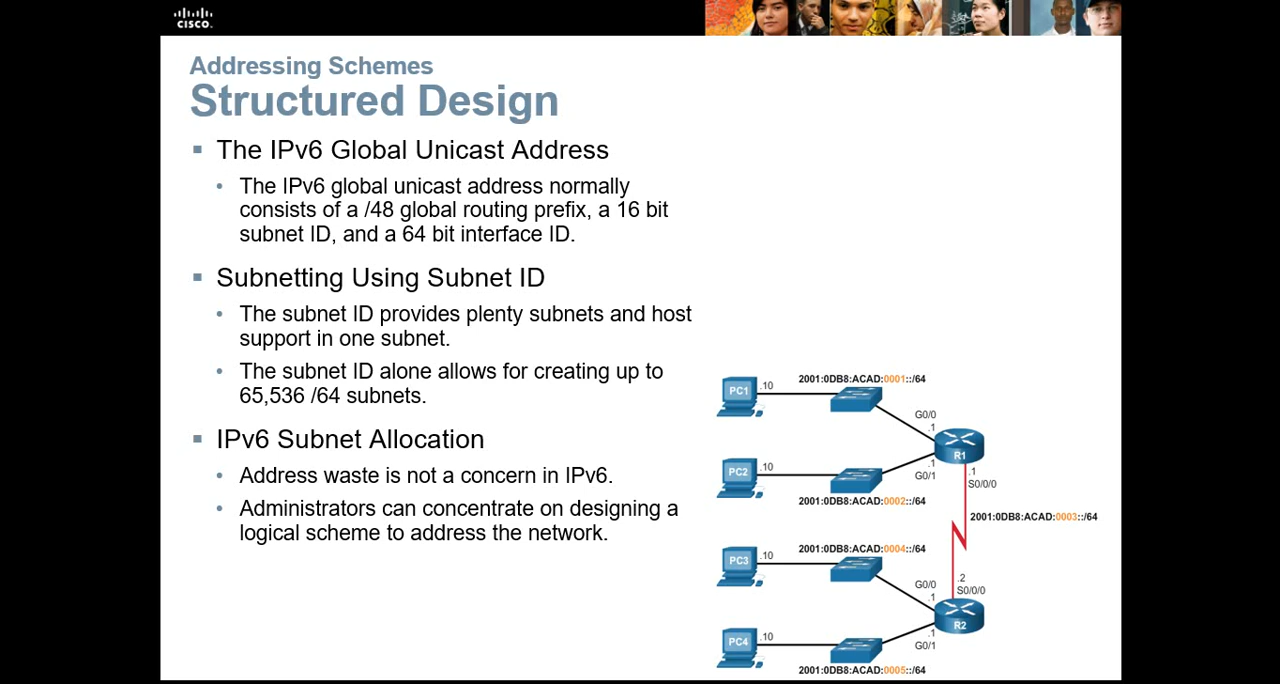 CISCO.
Addressing Schemes
Structured Design
The IPv6 Global Unicast Address
The IPv6 global unicast address normally
consists of a /48 global routing prefix, a 16 bit
subnet ID, and a 64 bit interface ID.
Subnetting Using Subnet ID
The subnet ID provides plenty subnets and host
support in one subnet.
The subnet ID alone allows for creating up to
65,536 /64 subnets.
IPv6 Subnet Allocation
Address waste is not a concern in IPv6.
Administrators can concentrate on designing a
logical scheme to address the network.
2001:0DB8:ACAD:0001::/64
PC1
.10
G0/0
.1
R1
PC2
.10
.1
G0/1
.1
S0/0/0
2001:0DB8:ACAD:0002::/64
2001:0DB8:ACAD:0003::/64
2001:0DB8:ACAD:0004::/64
PC3
.10
G0/0
.1
.2
S0/0/0
R2
PC4
.10
.1
G0/1
2001:0DB8:ACAD:0005::/64